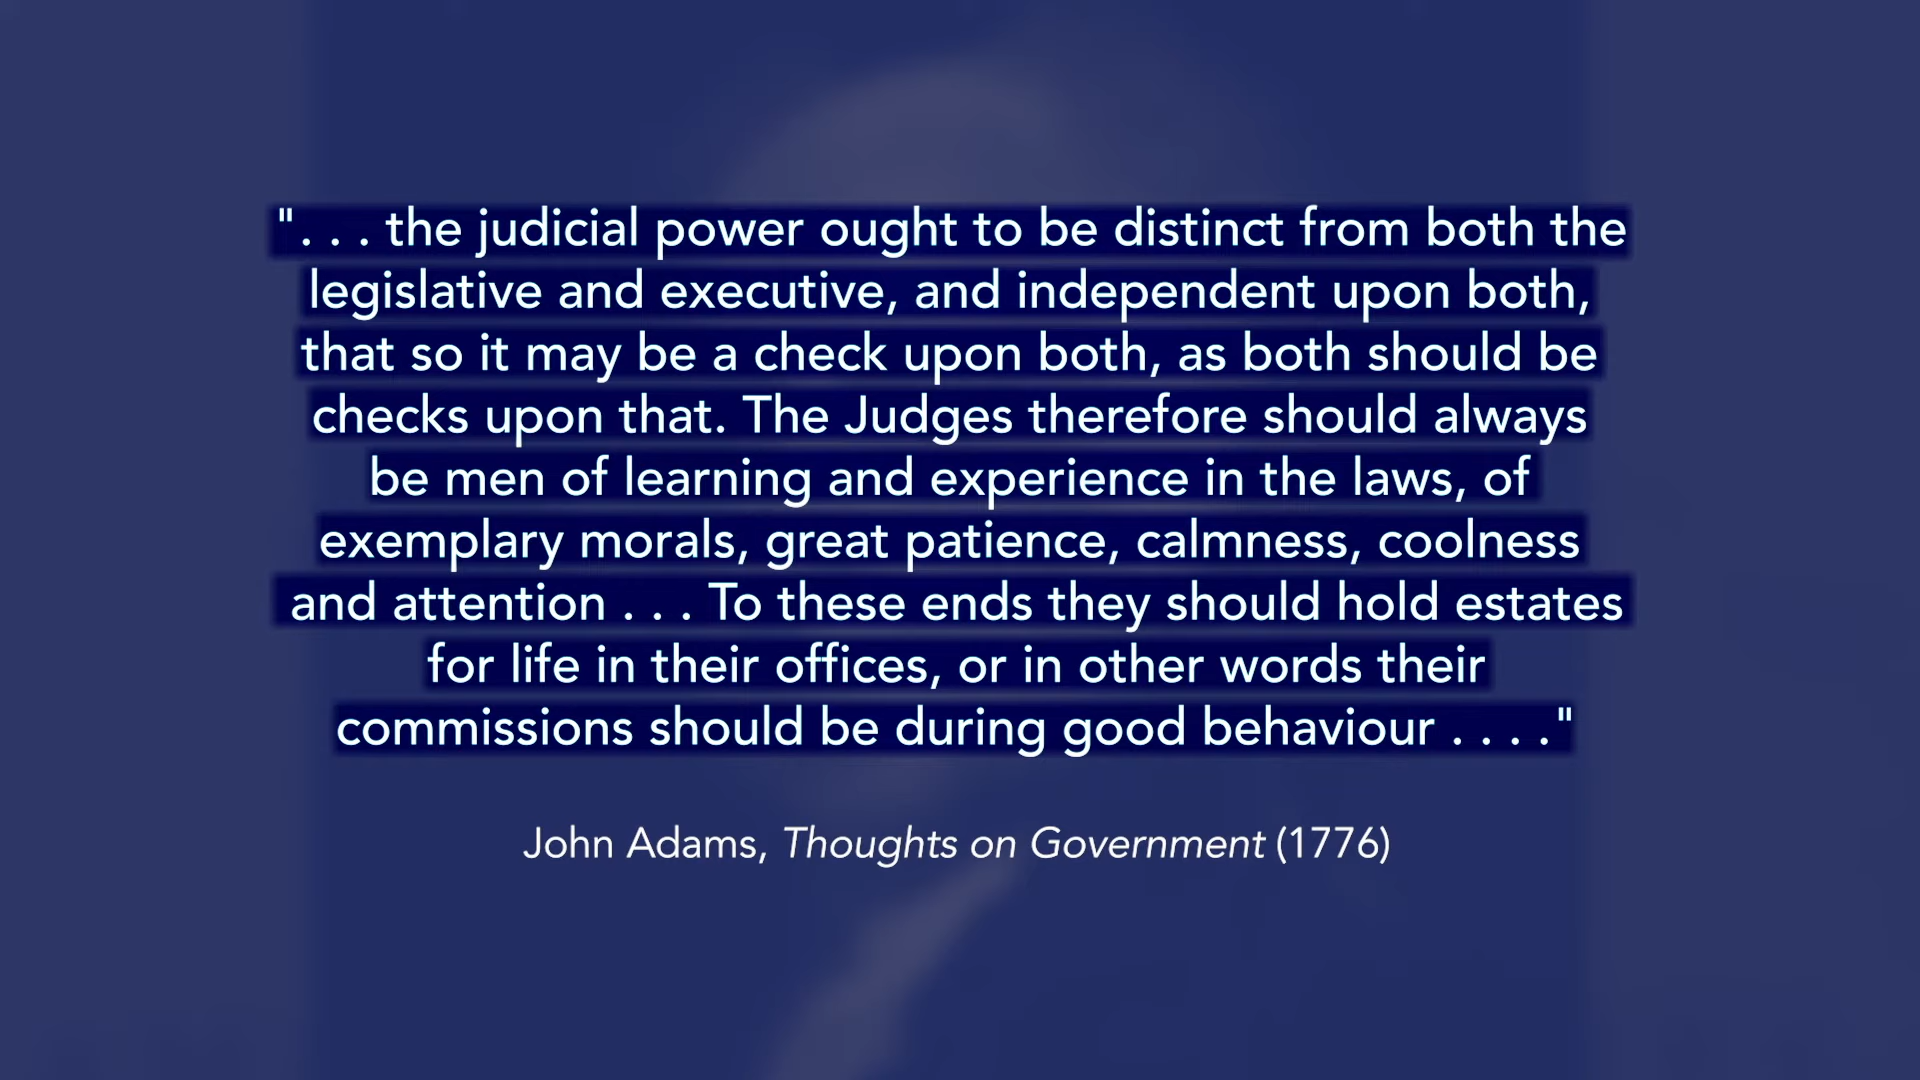 ". . . the judicial power ought to be distinct from both the
legislative and executive, and independent upon both,
that so it may be a check upon both, as both should be
checks upon that. The Judges therefore should always
be men of learning and experience in the laws, of
exemplary morals, great patience, calmness, coolness
and attention . . . To these ends they should hold estates
for life in their offices, or in other words their
commissions should be during good behaviour . . . ."
John Adams, Thoughts on Government (1776)